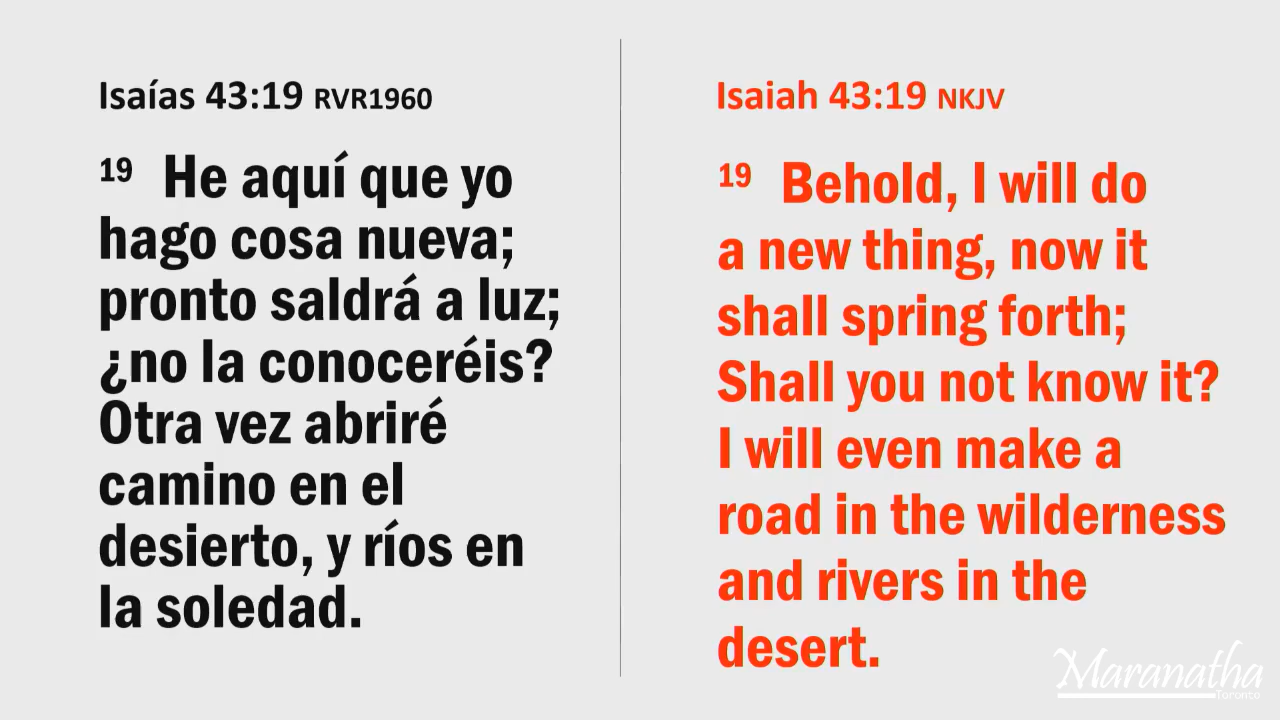 Isaías 43:19 RVR1960
19 He aquí que yo
hago cosa nueva;
pronto saldrá a luz;
¿no la conoceréis?
Otra vez abriré
camino en el
desierto, y ríos en
la soledad.
Isaiah 43:19 NKJV
19 Behold, I will do
a new thing, now it
shall spring forth;
Shall you not know it?
I will even make a
road in the wilderness
and rivers in the
desert.
Maranatha
Toronto